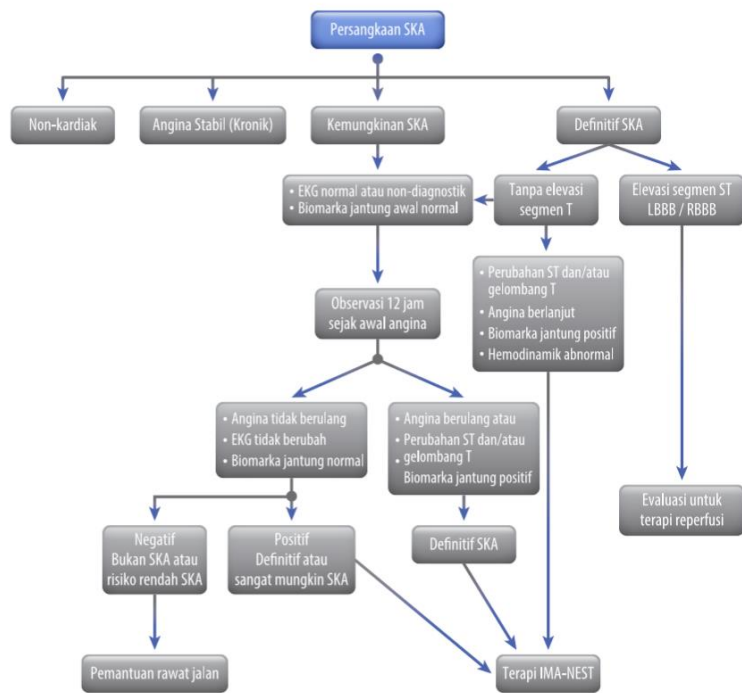 Persangkaan SKA
Non-kardiak
Angina Stabil (Kronik)
Kemungkinan SKA
Definitif SKA
• EKG normal atau non-diagnostik
• Biomarka jantung awal normal
Tanpa elevasi
segmen T
Elevasi segmen ST
LBBB / RBBB
Observasi 12 jam
sejak awal angina
• Perubahan ST dan/atau
gelombang T
• Angina berlanjut
• Biomarka jantung positif
• Hemodinamik abnormal
• Angina tidak berulang
• EKG tidak berubah
• Biomarka jantung normal
• Angina berulang atau
• Perubahan ST dan/atau
• gelombang T
Biomarka jantung positif
Evaluasi untuk
terapi reperfusi
Negatif
Bukan SKA atau
risiko rendah SKA
Positif
Definitif atau
sangat mungkin SKA
Definitif SKA
Pemantuan rawat jalan
Terapi IMA-NEST